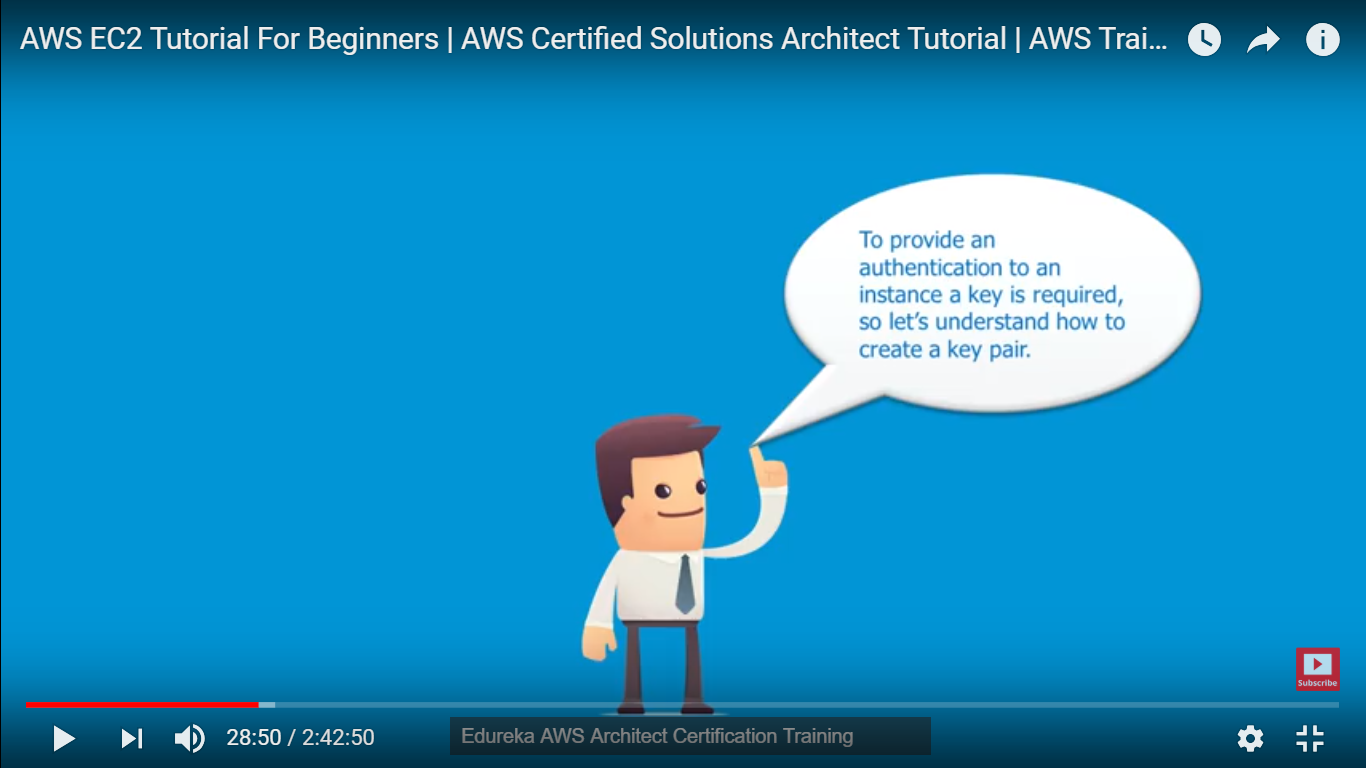 AWS EC2 Tutorial For Beginners | AWS Certified Solutions Architect Tutorial | AWS Trai...
To provide an
authentication to an
instance a key is required,
so let’s understand how to
create a key pair.
Subscribe
28:50 / 2:42:50
Edureka AWS Architect Certification Training